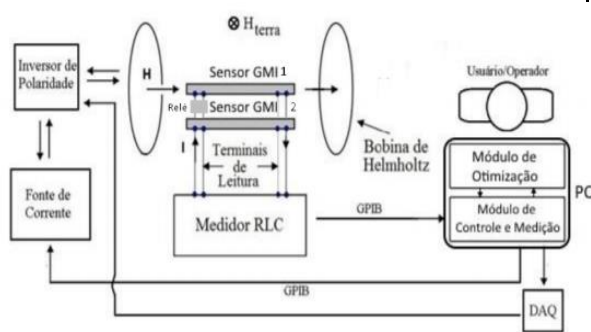 ⊗ H terra
Inversor de
Polaridade
H
Sensor GMI 1
Relé
Sensor GMI 2
I
Terminais
de
Leitura
Bobina de
Helmholtz
Usuário/Operador
Módulo de
Otimização
Módulo de
Controle e Medição
PC
Fonte de
Corrente
Medidor RLC
GPIB
GPIB
DAQ